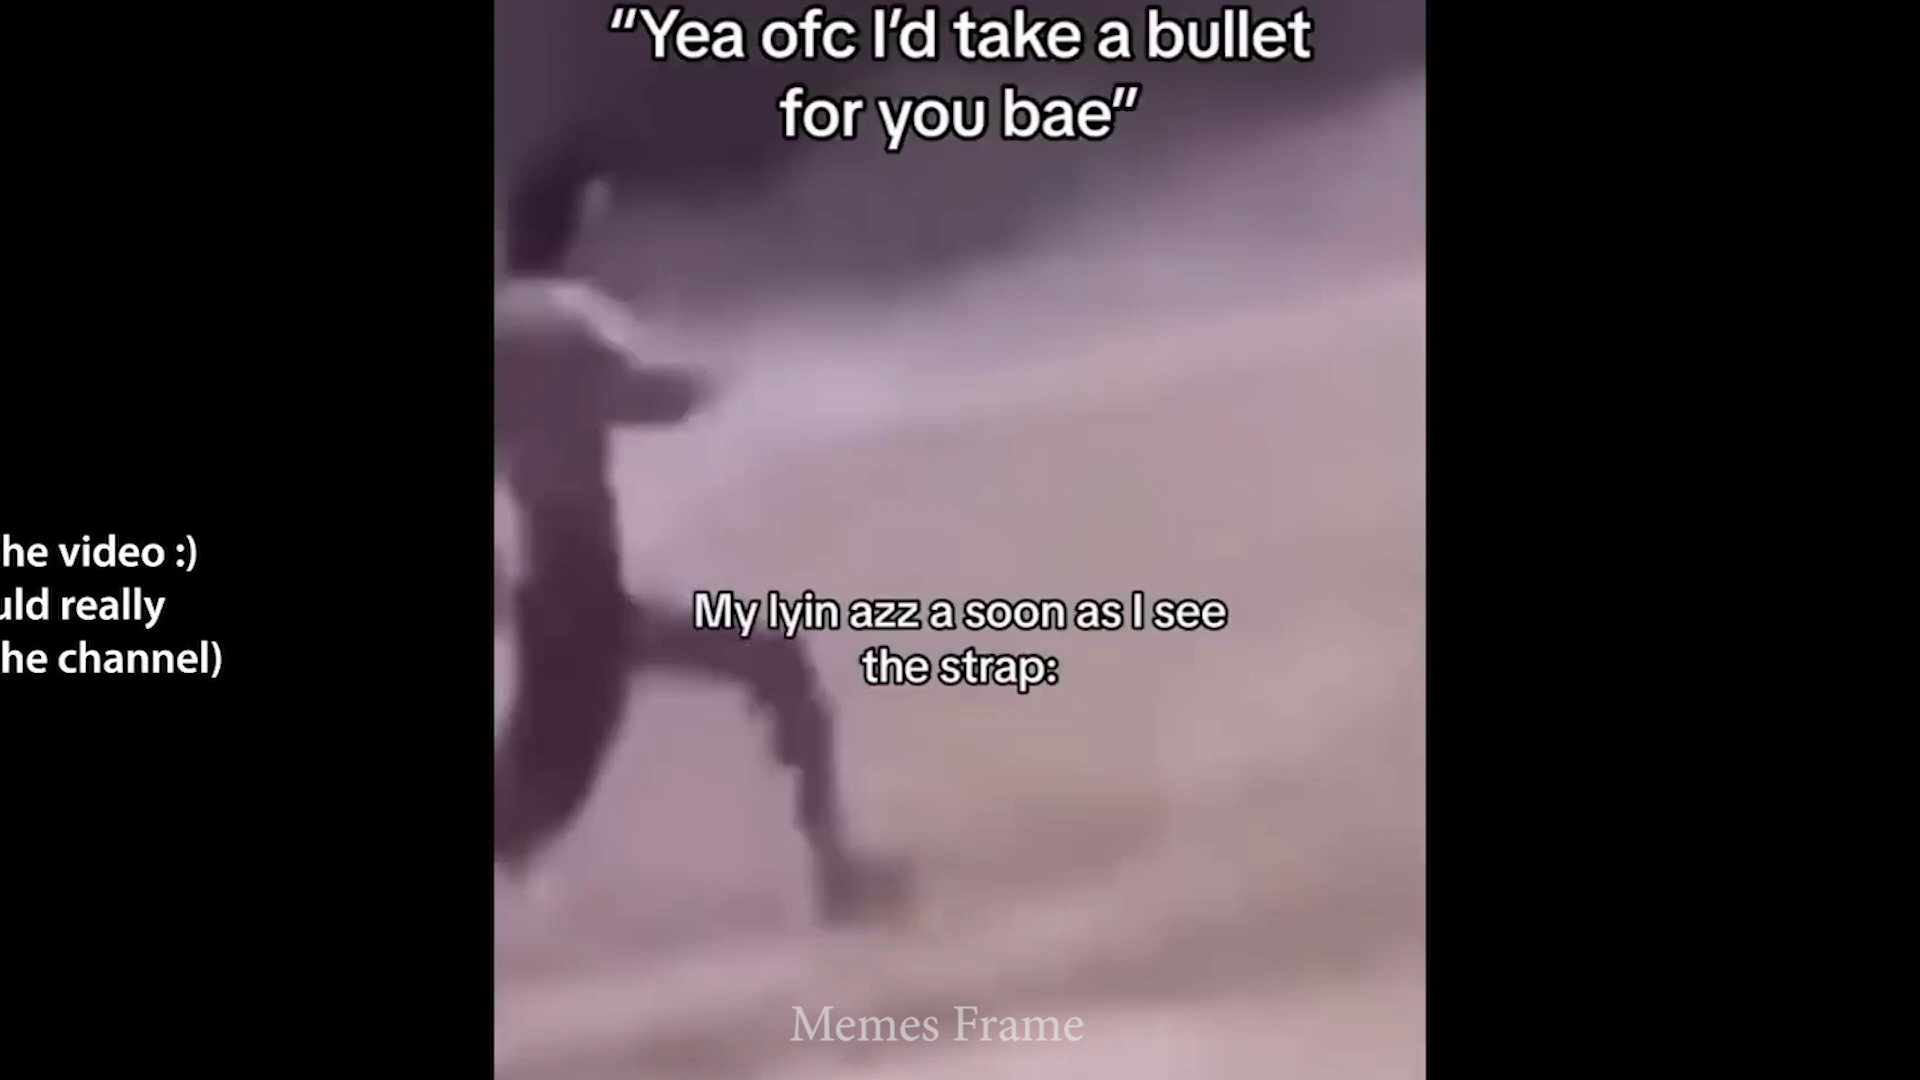 “Yea ofc I’d take a bullet
for you bae”
he video :)
uld really
he channel)
My lyin azz a soon as I see
the strap:
Memes Frame